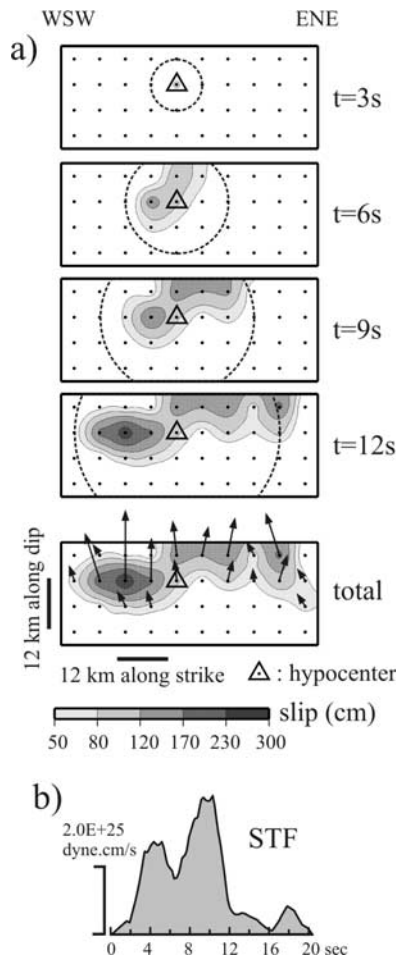 WSW ENE
a)
t=3s
t=6s
t=9s
t=12s
total
12 km along dip
12 km along strike
: hypocenter
slip (cm)
50 80 120 170 230 300
b)
STF
2.0E+25
dyne.cm/s
0 4 8 12 16 20 sec